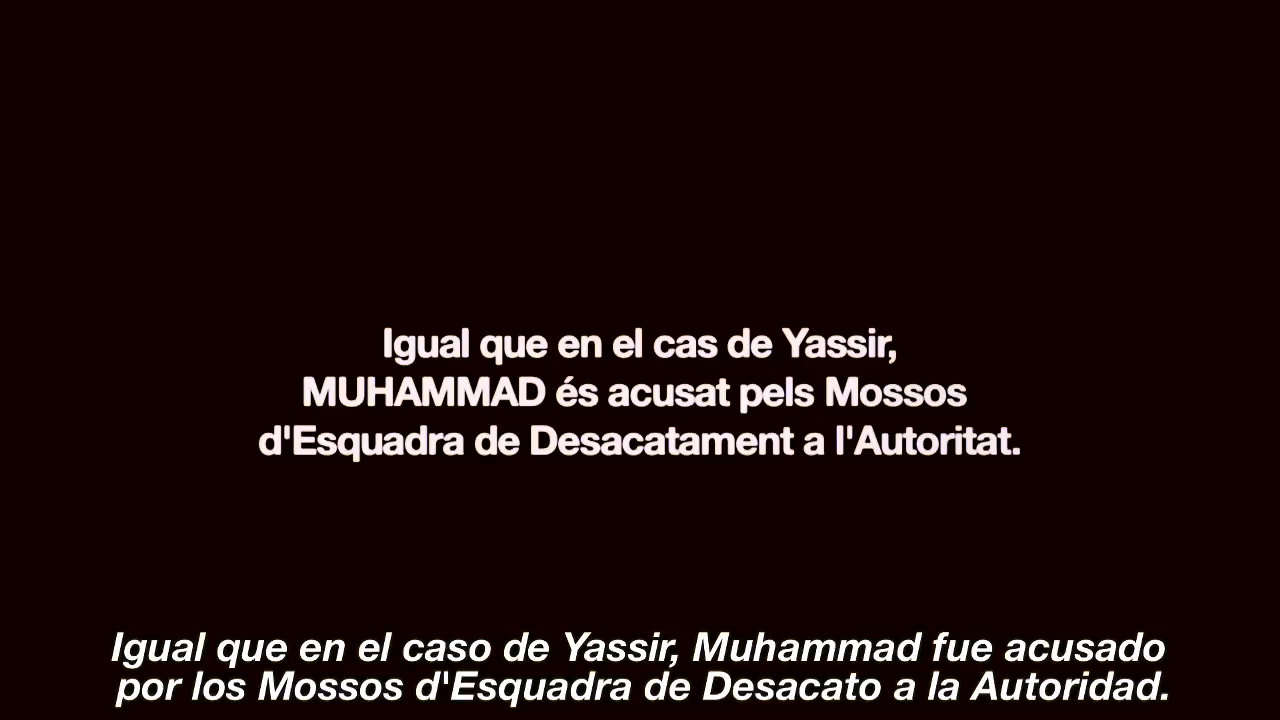 Igual que en el cas de Yassir,
MUHAMMAD és acusat pels Mossos
d'Esquadra de Desacatament a l'Autoritat.
Igual que en el caso de Yassir, Muhammad fue acusado
por los Mossos d'Esquadra de Desacato a la Autoridad.